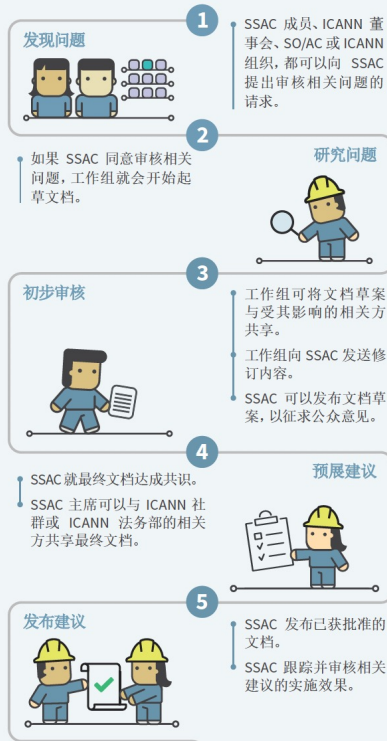 1
发现问题
SSAC 成员、ICANN 董
事会、SO/AC 或 ICANN
组织，都可以向 SSAC
提出审核相关问题的
请求。
2
研究问题
如果 SSAC 同意审核相关
问题，工作组就会开始起
草文档。
3
初步审核
工作组可将文档草案
与受其影响的相关方
共享。
工作组向 SSAC 发送修
订内容。
SSAC 可以发布文档草
案，以征求公众意见。
4
预展建议
SSAC就最终文档达成共识。
SSAC 主席可以与 ICANN 社
群或 ICANN 法务部的相关
方共享最终文档。
5
发布建议
SSAC 发布已获批准的
文档。
SSAC 跟踪并审核相关
建议的实施效果。